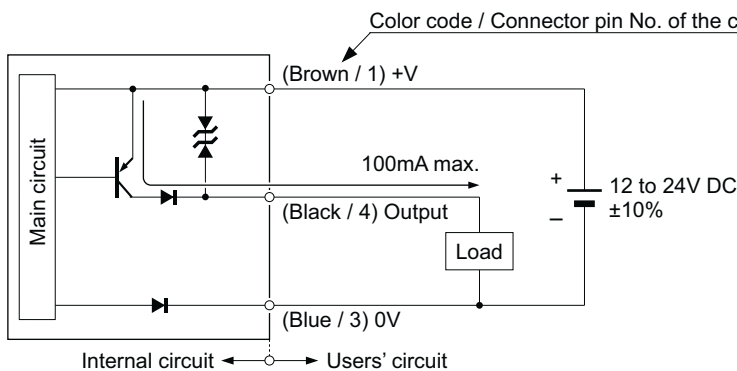 Color code / Connector pin No. of the c
(Brown / 1) +V
Main circuit
100mA max.
+
–
12 to 24V DC
±10%
(Black / 4) Output
Load
(Blue / 3) 0V
Internal circuit
Users' circuit